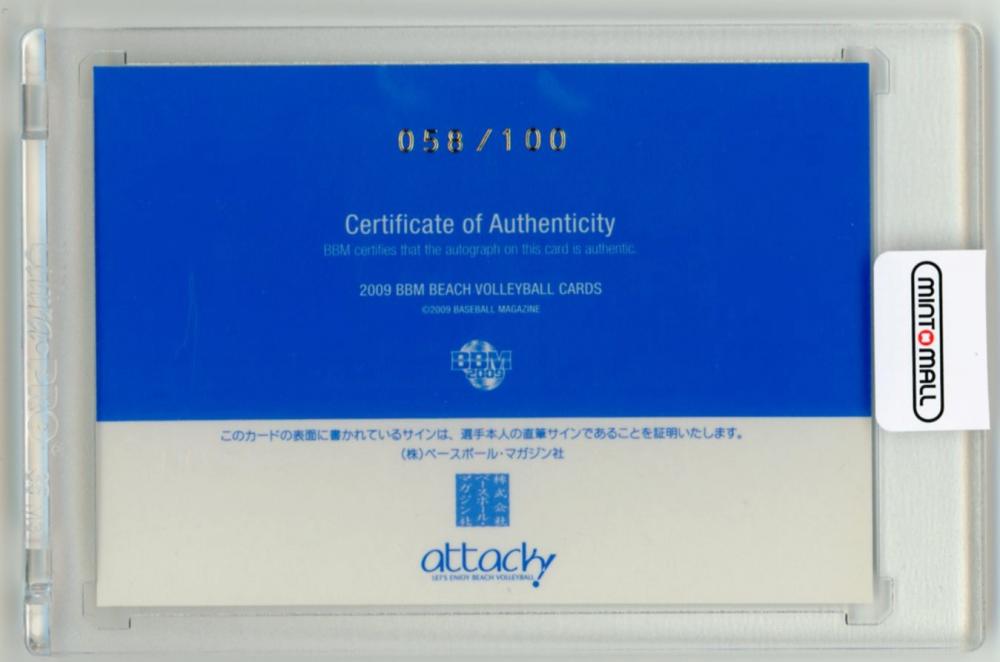 058/100
Certificate of Authenticity
BBM certifies that the autograph on this card is authentic.
2009 BBM BEACH VOLLEYBALL CARDS
©2009 BASEBALL MAGAZINE
BBM
2009
MINTOMALL
このカードの表面に書かれているサインは、選手本人の直筆サインであることを証明いたします。
(株)ベースボール・マガジン社
株式会社
ベースボール・
マガジン社
attack!
LET'S ENJOY BEACH VOLLEYBALL